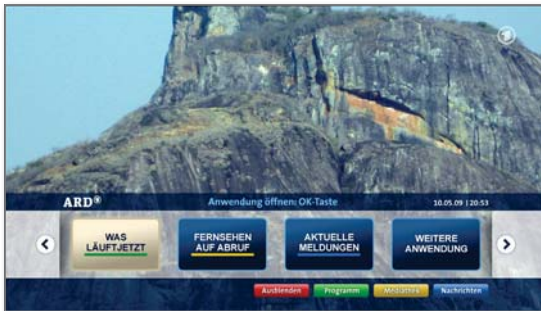 ARD Anwendung öffnen: OK-Taste 10.05.09 | 20:53
WAS
LÄUFTJETZT
FERNSEHEN
AUF ABRUF
AKTUELLE
MELDUNGEN
WEITERE
ANWENDUNG
Ausblenden Programm Mediathek Nachrichten